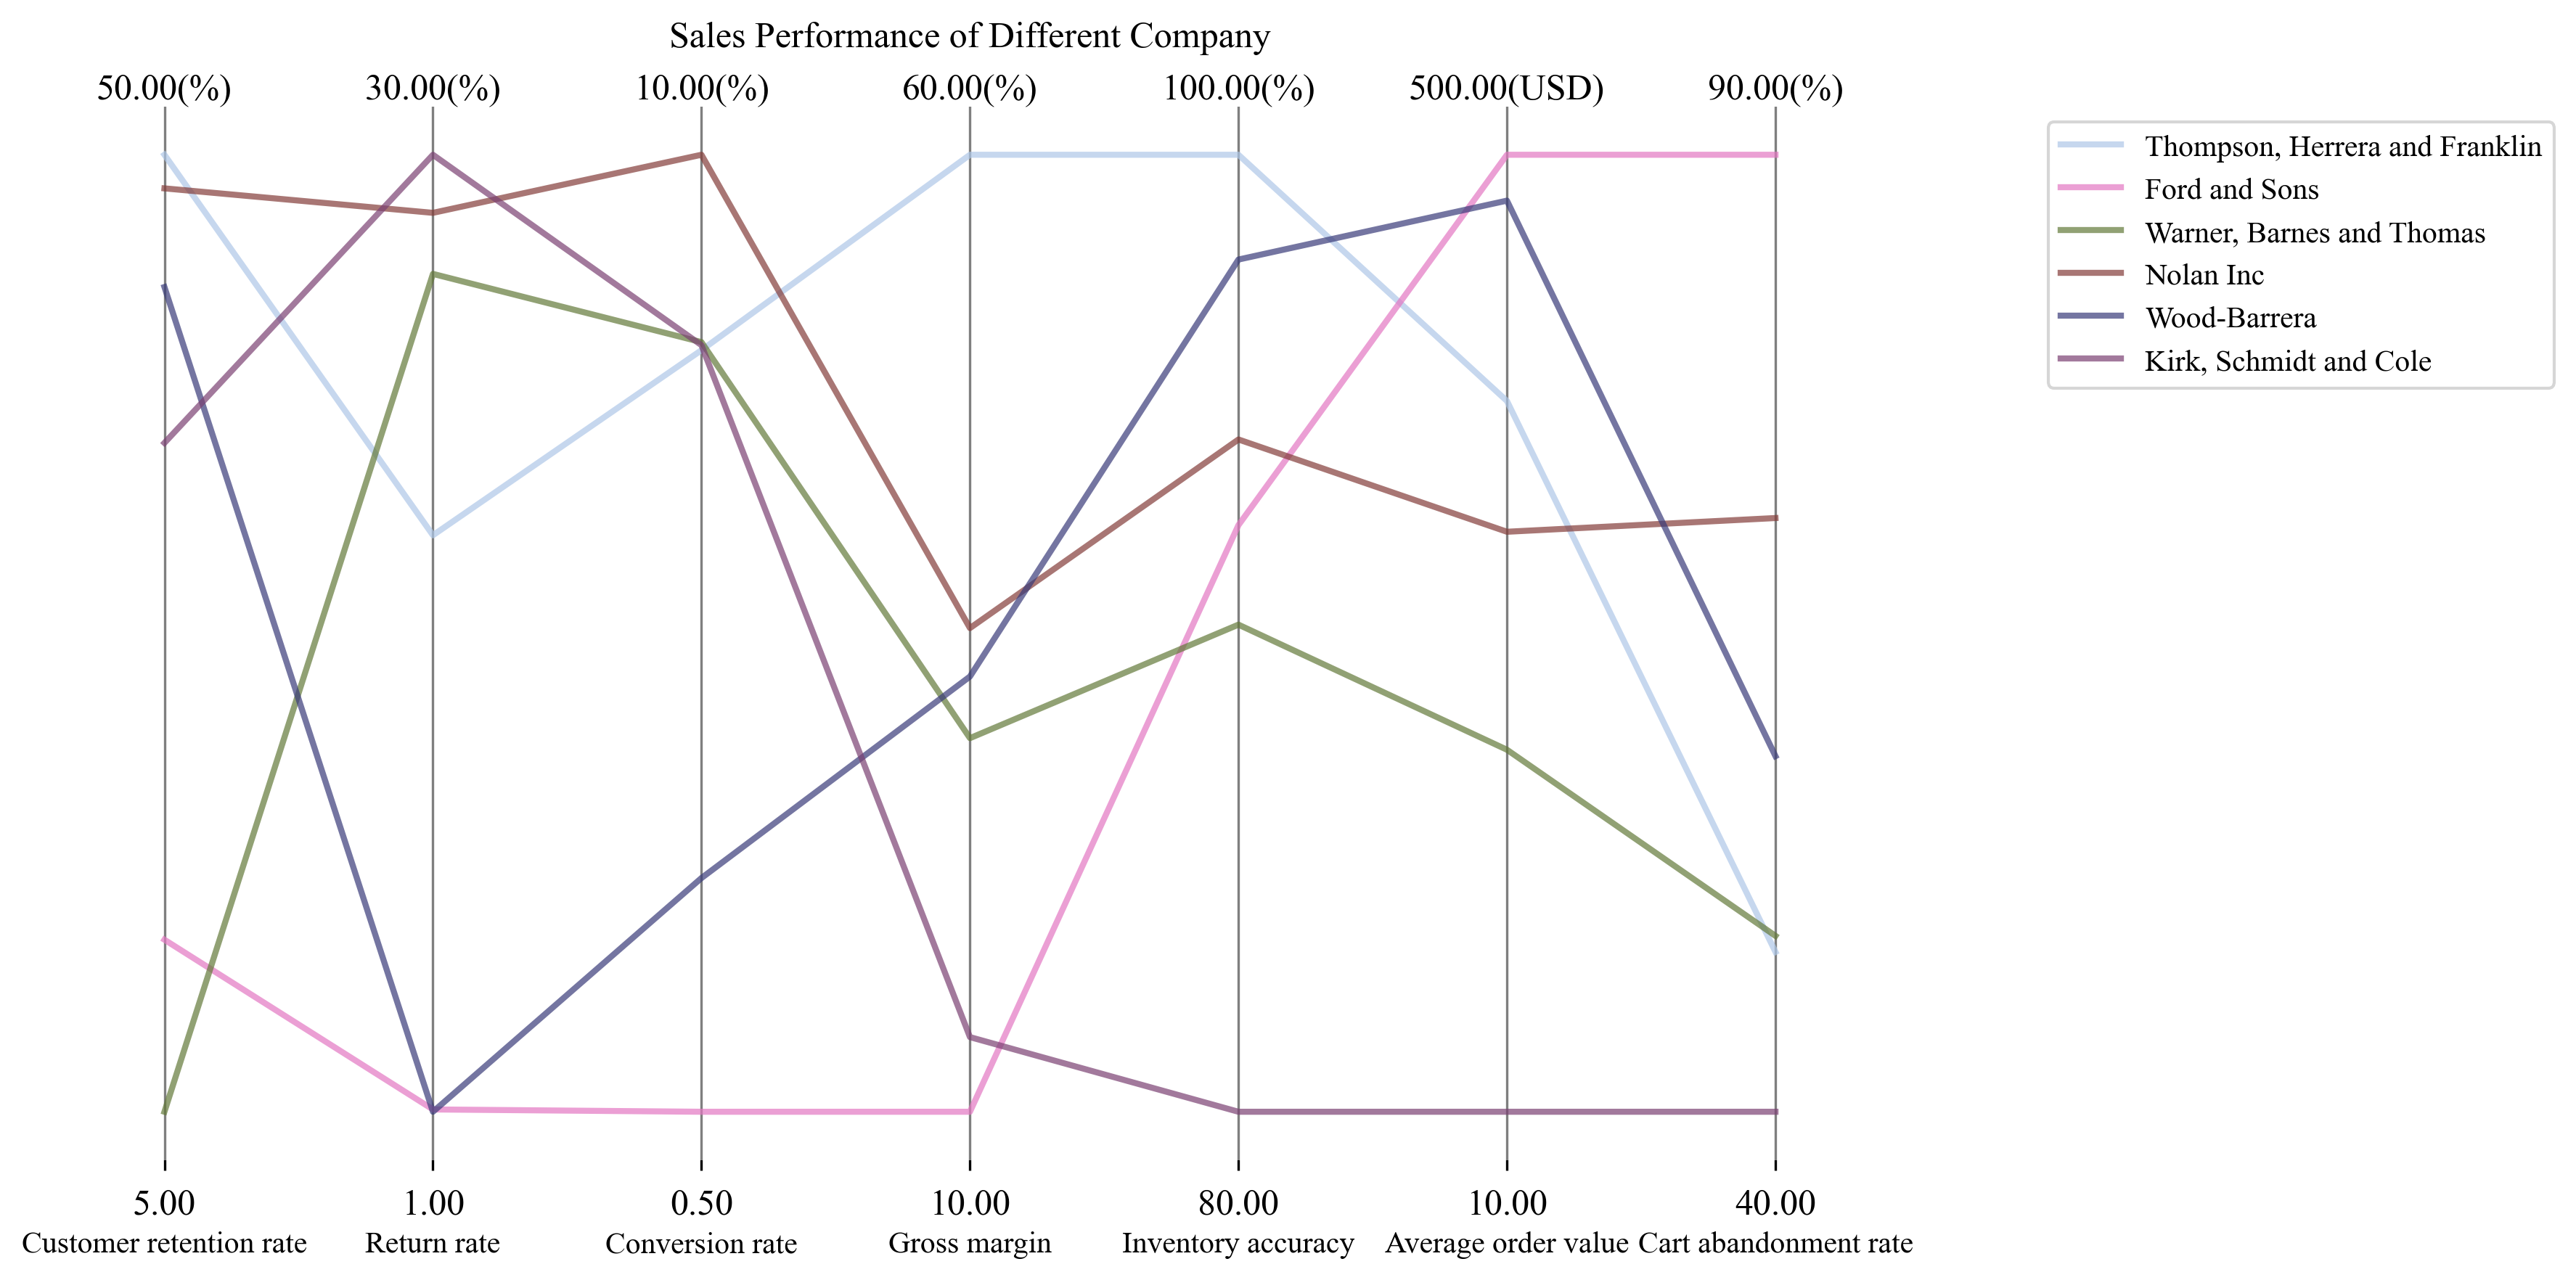 Sales Performance of Different Company
50.00(%) 30.00(%) 10.00(%) 60.00(%) 100.00(%) 500.00(USD) 90.00(%)
Thompson, Herrera and Franklin
Ford and Sons
Warner, Barnes and Thomas
Nolan Inc
Wood-Barrera
Kirk, Schmidt and Cole
5.00 1.00 0.50 10.00 80.00 10.00 40.00
Customer retention rate Return rate Conversion rate Gross margin Inventory accuracy Average order value Cart abandonment rate